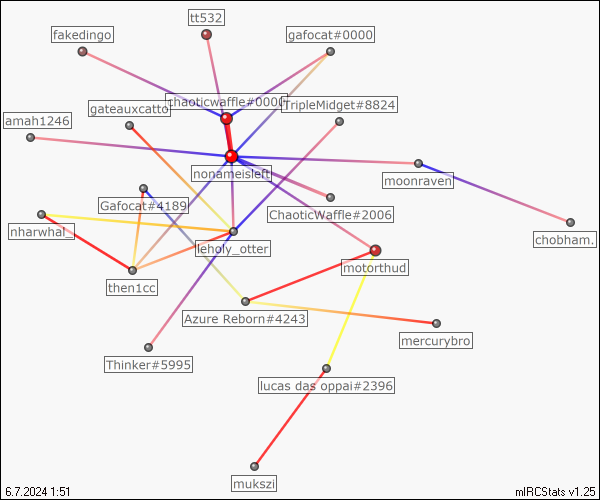 tt532
fakedingo
gafocat#0000
chaoticwaffle#0000
TripleMidget#8824
gateauxcatto
amah1246
nonameisleft
moonraven
Gafocat#4189
ChaoticWaffle#2006
nharwhal_
leholy_otter
chobham.
motorthud
then1cc
Azure Reborn#4243
mercurybro
Thinker#5995
lucas das oppai#2396
mukszi
6.7.2024 1:51
mIRCStats v1.25